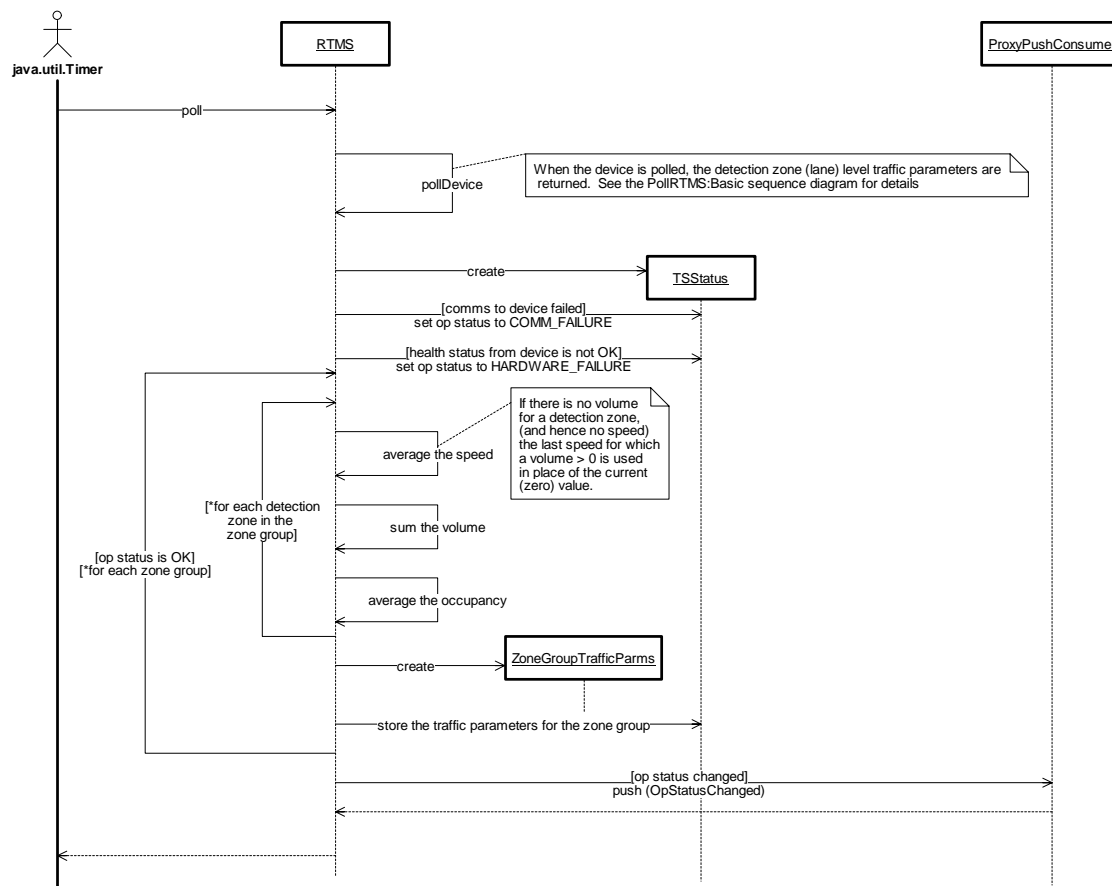 java.util.Timer
RTMS
ProxyPushConsume
poll
When the device is polled, the detection zone (lane) level traffic parameters are
returned. See the PollRTMS:Basic sequence diagram for details
pollDevice
create
TSStatus
[comms to device failed]
set op status to COMM_FAILURE
[health status from device is not OK]
set op status to HARDWARE_FAILURE
If there is no volume
for a detection zone,
(and hence no speed)
the last speed for which
a volume > 0 is used
in place of the current
(zero) value.
average the speed
[*for each detection
zone in the
zone group]
sum the volume
[op status is OK]
[*for each zone group]
average the occupancy
create
ZoneGroupTrafficParms
store the traffic parameters for the zone group
[op status changed]
push (OpStatusChanged)